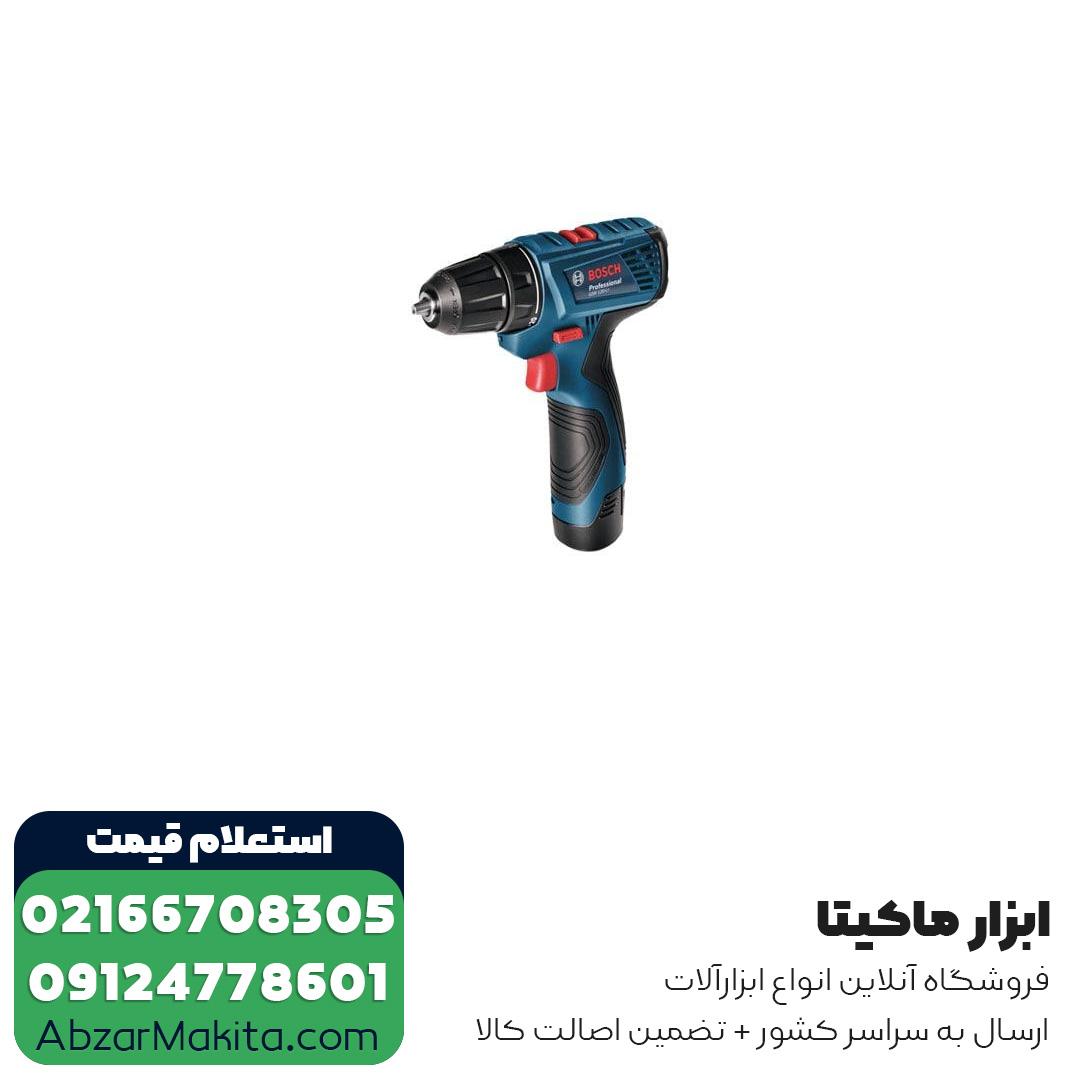 BOSCH
Professional
استعلام قیمت
02166708305
09124778601
AbzarMakita.com
ابزار ماکیتا
فروشگاه آنلاین انواع ابزارآلات
ارسال به سراسر کشور + تضمین اصالت کالا